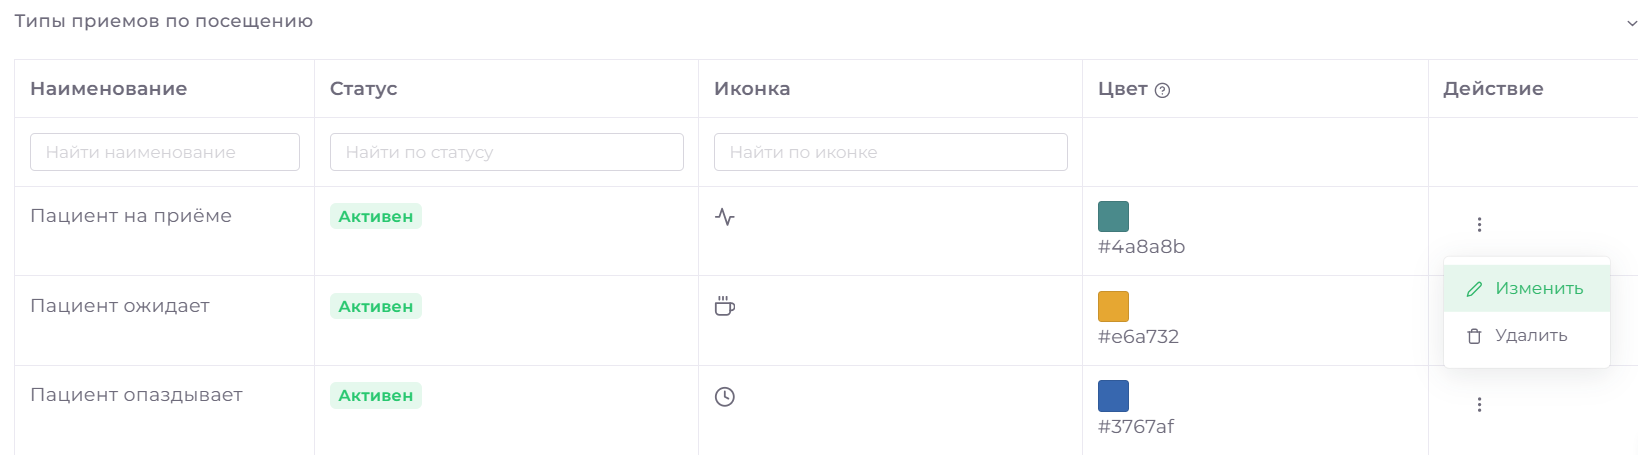 Типы приемов по посещению
Наименование Статус Иконка Цвет Действие
Найти наименование Найти по статусу Найти по иконке
Пациент на приёме Активен
#4a8a8b
Изменить
Пациент ожидает Активен
#e6a732
Удалить
Пациент опаздывает Активен
#3767af